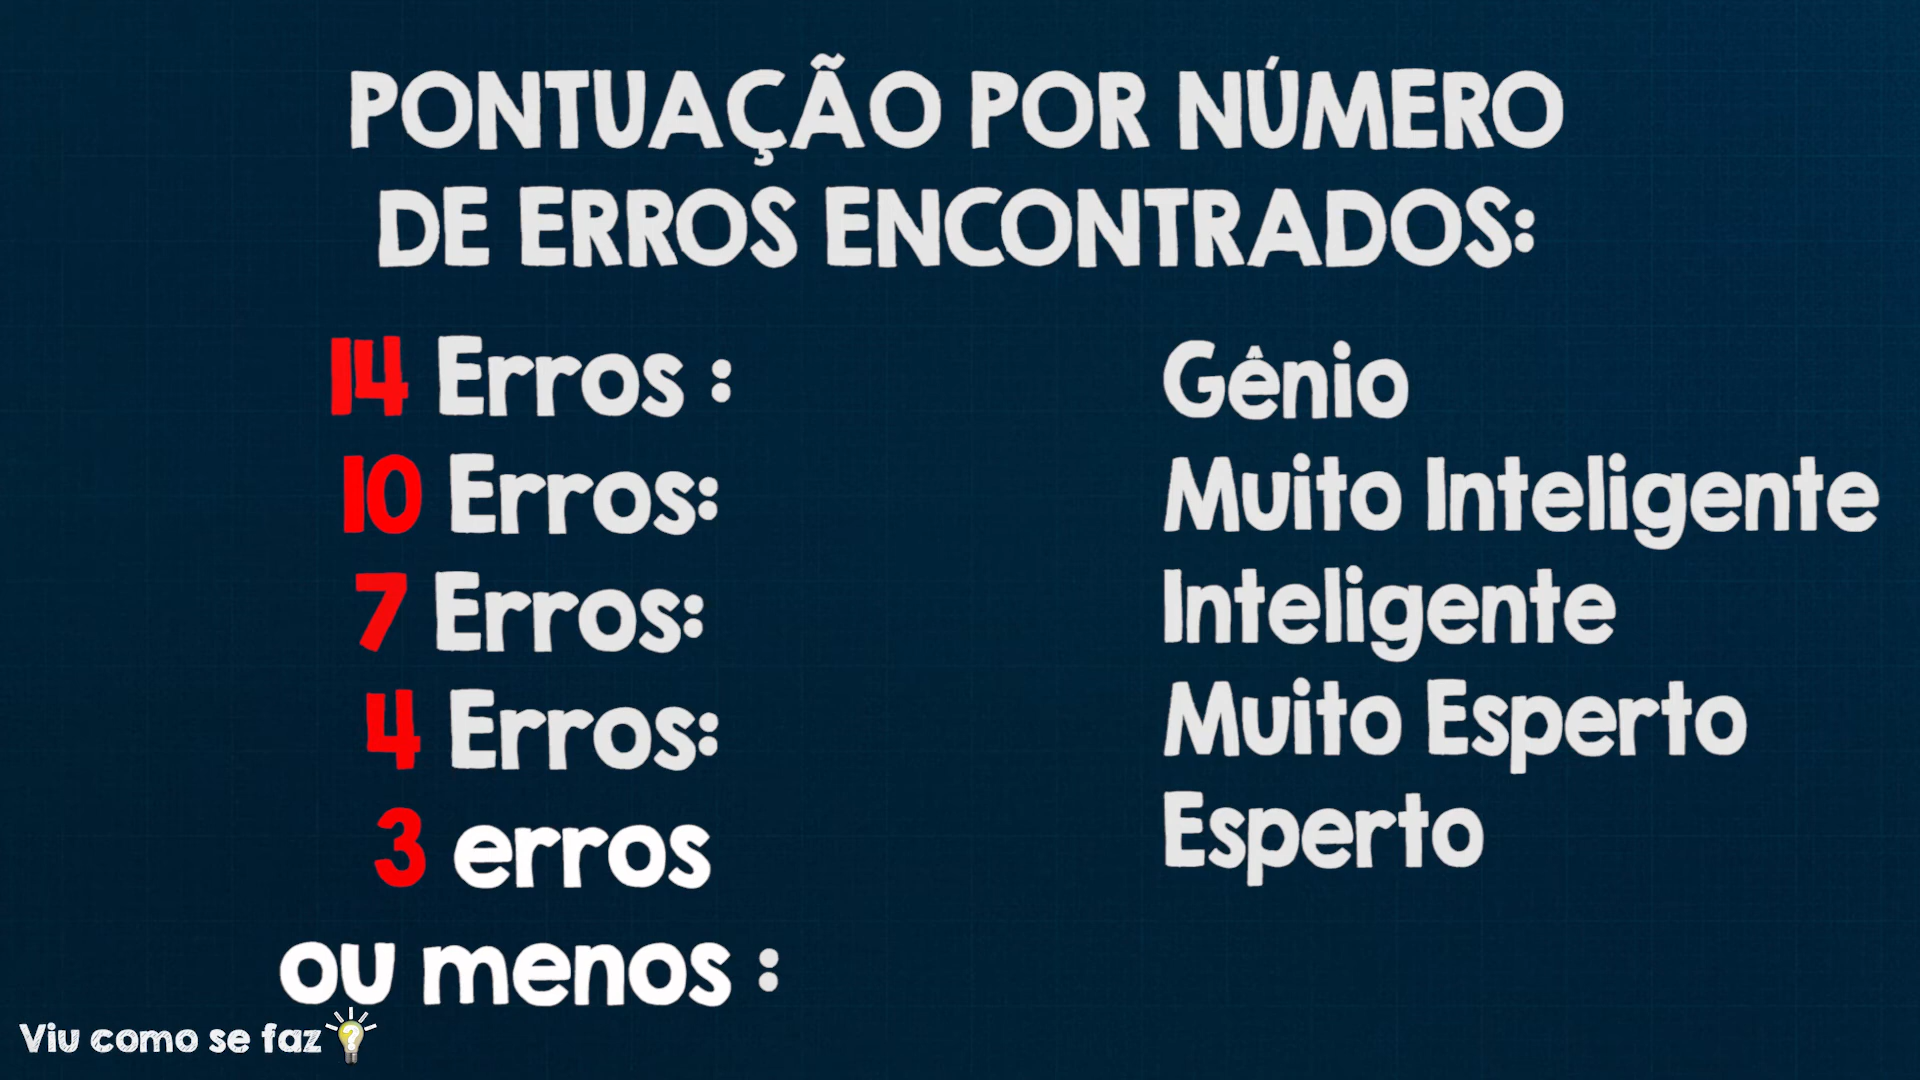 PONTUAÇÃO POR NÚMERO
DE ERROS ENCONTRADOS:
14 Erros : Gênio
10 Erros: Muito Inteligente
7 Erros: Inteligente
4 Erros: Muito Esperto
3 erros Esperto
ou menos :
Viu como se faz?